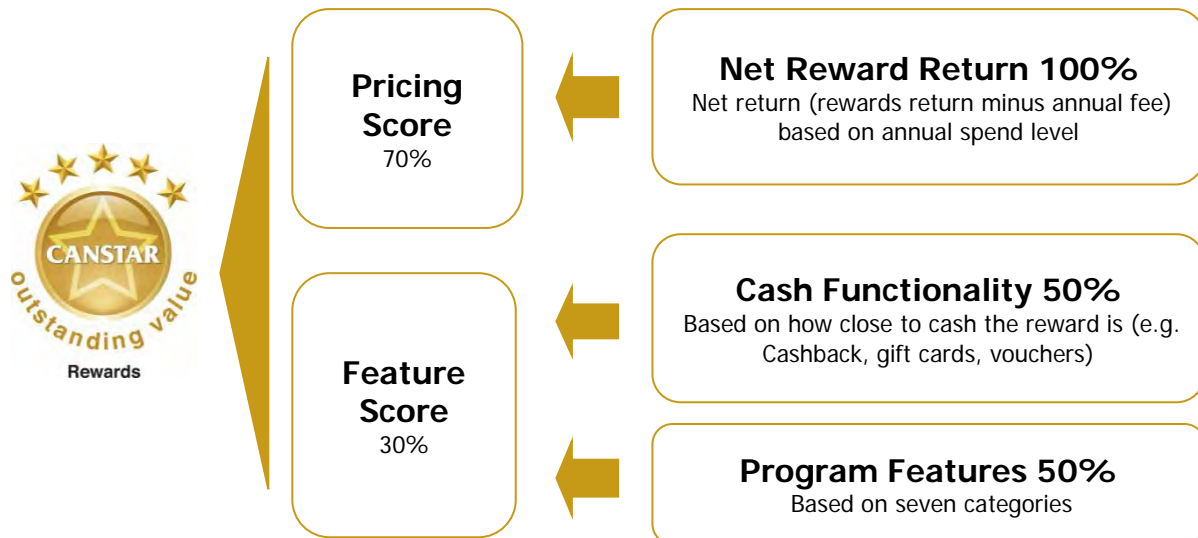 CANSTAR
outstanding value
Rewards
Pricing
Score
70%
Net Reward Return 100%
Net return (rewards return minus annual fee)
based on annual spend level
Feature
Score
30%
Cash Functionality 50%
Based on how close to cash the reward is (e.g.
Cashback, gift cards, vouchers)
Program Features 50%
Based on seven categories